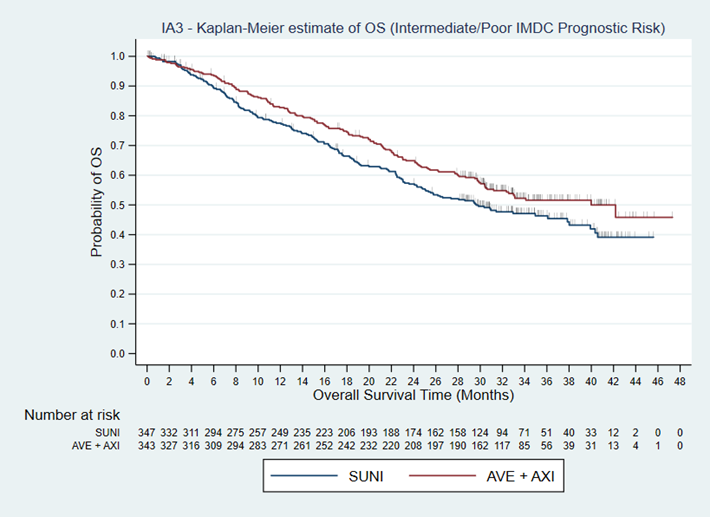 IA3 - Kaplan-Meier estimate of OS (Intermediate/Poor IMDC Prognostic Risk)
Probability of OS
1.0
0.9
0.8
0.7
0.6
0.5
0.4
0.3
0.2
0.1
0.0
0 2 4 6 8 10 12 14 16 18 20 22 24 26 28 30 32 34 36 38 40 42 44 46 48
Overall Survival Time (Months)
Number at risk
SUNI 347 332 311 294 275 257 249 235 223 206 193 188 174 162 158 124 94 71 51 40 33 12 2 0 0
AVE + AXI 343 327 316 309 294 283 271 261 252 242 232 220 208 197 190 162 117 85 56 39 31 13 4 1 0
SUNI AVE + AXI